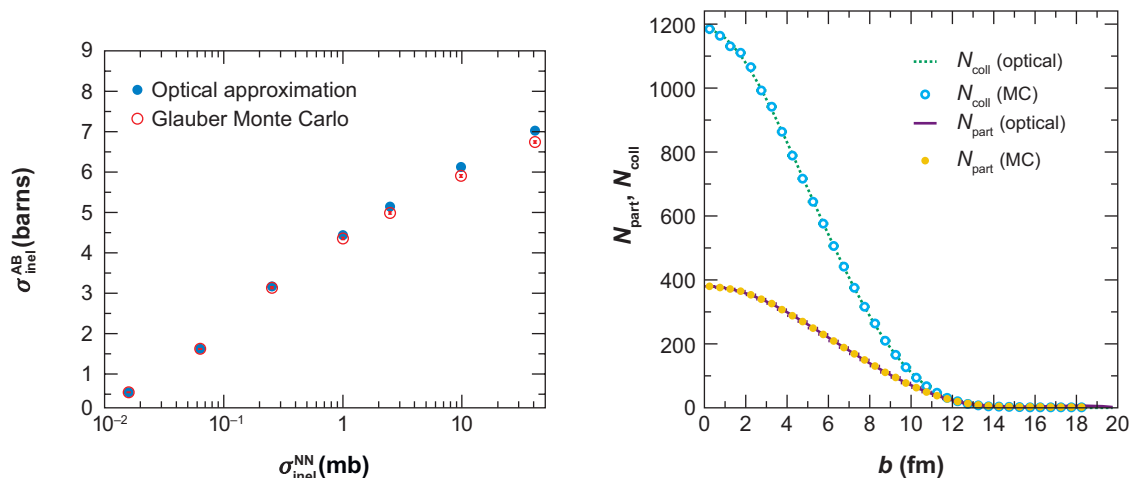 9
8
7
6
5
4
3
2
1
0
σ^AB_inel (barns)
Optical approximation
Glauber Monte Carlo
10⁻² 10⁻¹ 1 10
σ^NN_inel (mb)
1200
1000
800
600
400
200
0
N_part, N_coll
N_coll (optical)
N_coll (MC)
N_part (optical)
N_part (MC)
0 2 4 6 8 10 12 14 16 18 20
b (fm)